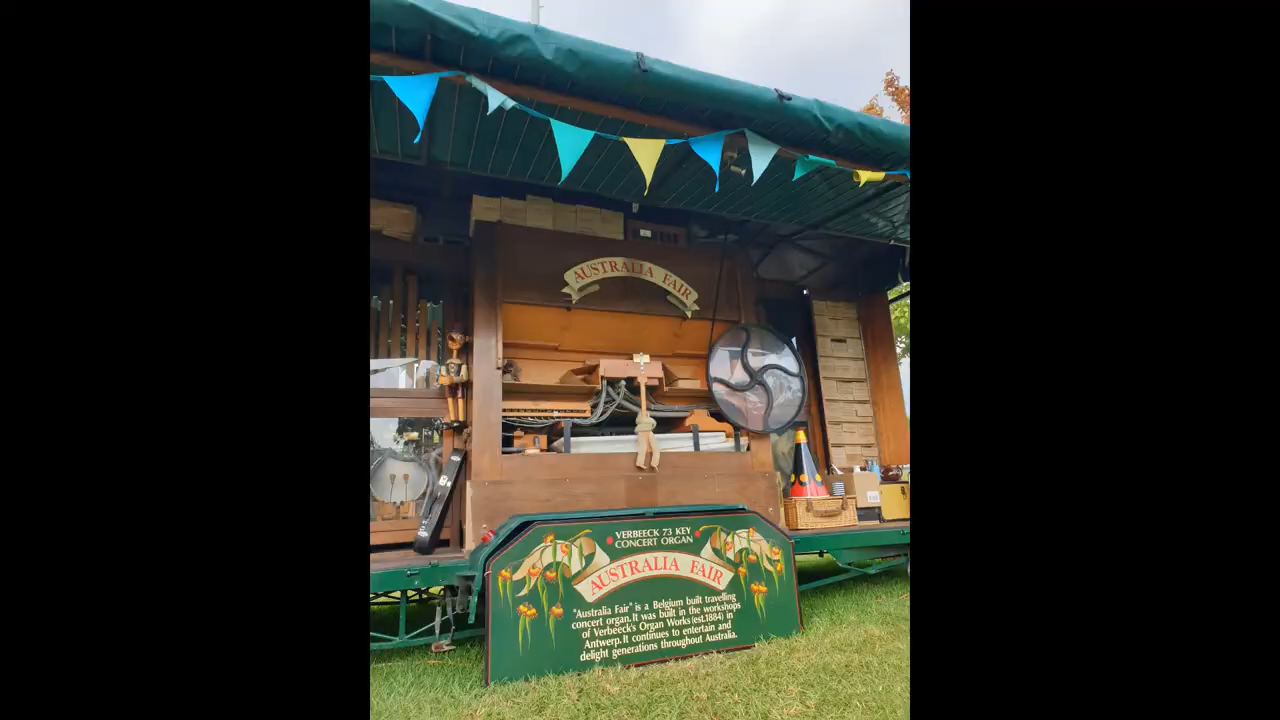 AUSTRALIA FAIR
VERBEECK 73 KEY
CONCERT ORGAN
AUSTRALIA FAIR
"Australia Fair" is a Belgium built travelling
concert organ. It was built in the workshops
of Verbeeck's Organ Works (est.1884) in
Antwerp. It continues to entertain and
delight generations throughout Australia.